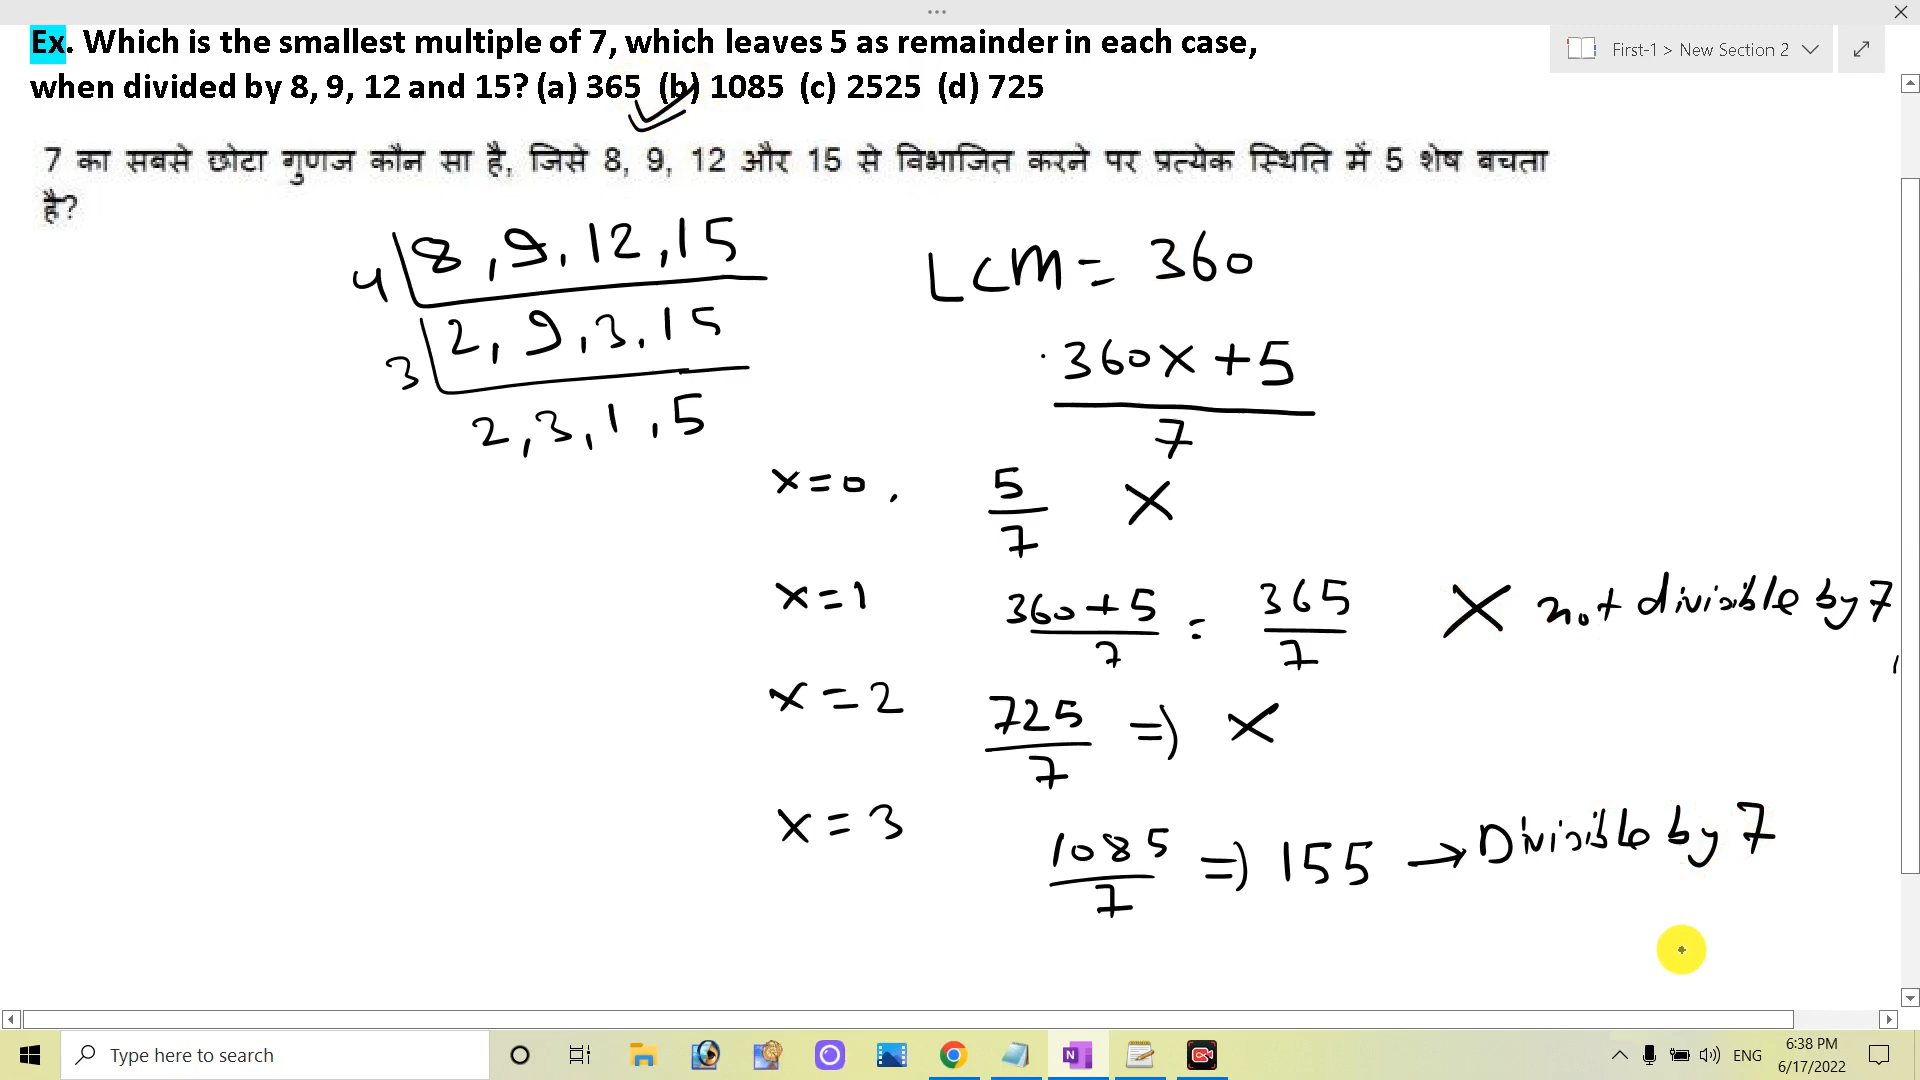 Ex. Which is the smallest multiple of 7, which leaves 5 as remainder in each case,
when divided by 8, 9, 12 and 15? (a) 365 (b) 1085 (c) 2525 (d) 725
First-1 > New Section 2
7 का सबसे छोटा गुणज कौन सा है, जिसे 8, 9, 12 और 15 से विभाजित करने पर प्रत्येक स्थिति में 5 शेष बचता
है?
4 | 8, 9, 12, 15
3 | 2, 9, 3, 15
2, 3, 1, 5
LCM = 360
360x + 5
7
x = 0, 5/7 X
x = 1 360+5/7 = 365/7 X not divisible by 7
x = 2 725/7 => X
x = 3 1085/7 => 155 → Divisible by 7
Type here to search
ENG
6:38 PM
6/17/2022